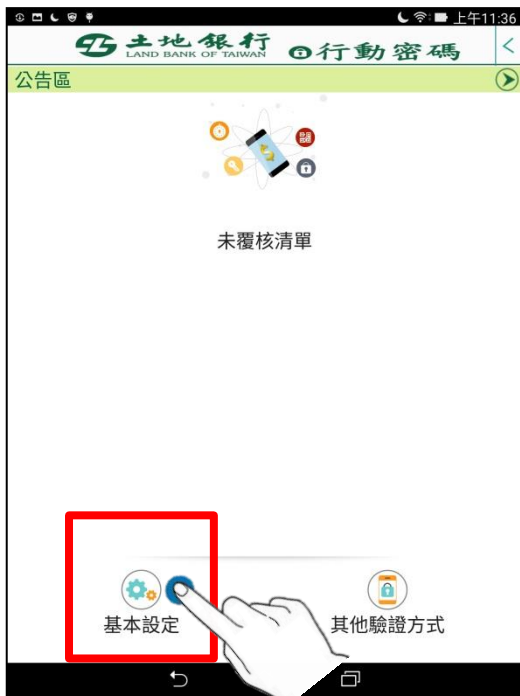 上午11:36
土地銀行
LAND BANK OF TAIWAN
行動密碼
<
公告區
未覆核清單
基本設定
其他驗證方式